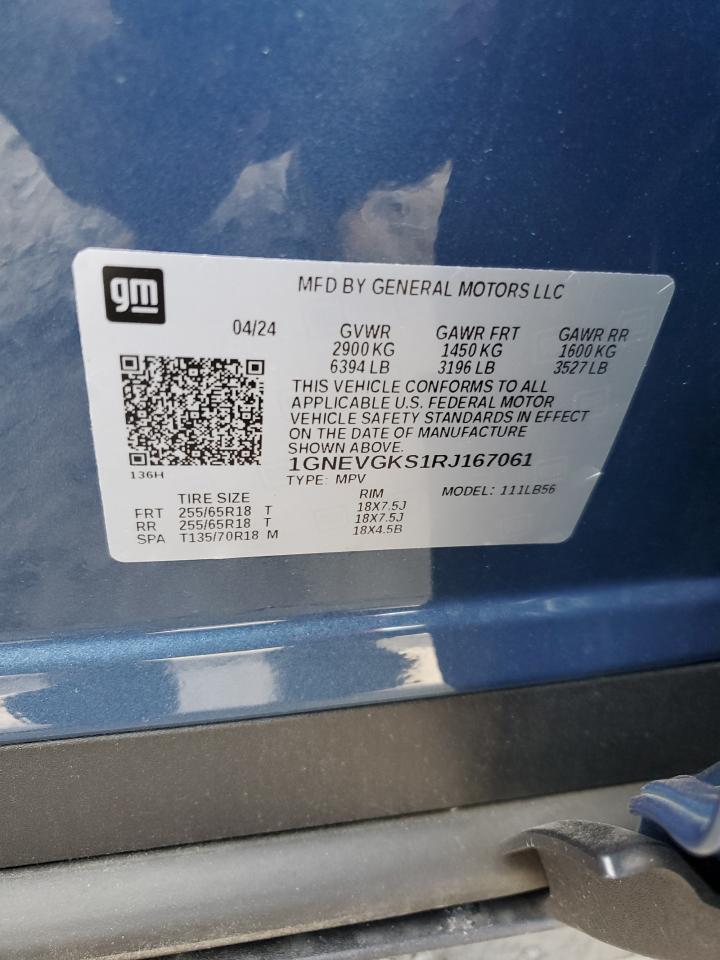 gm
MFD BY GENERAL MOTORS LLC
04/24 GVWR GAWR FRT GAWR RR
2900 KG 1450 KG 1600 KG
6394 LB 3196 LB 3527 LB
THIS VEHICLE CONFORMS TO ALL
APPLICABLE U.S. FEDERAL MOTOR
VEHICLE SAFETY STANDARDS IN EFFECT
ON THE DATE OF MANUFACTURE
SHOWN ABOVE.
136H
1GNEVGKS1RJ167061
TYPE: MPV MODEL: 111LB56
TIRE SIZE RIM
FRT 255/65R18 T 18X7.5J
RR 255/65R18 T 18X7.5J
SPA T135/70R18 M 18X4.5B